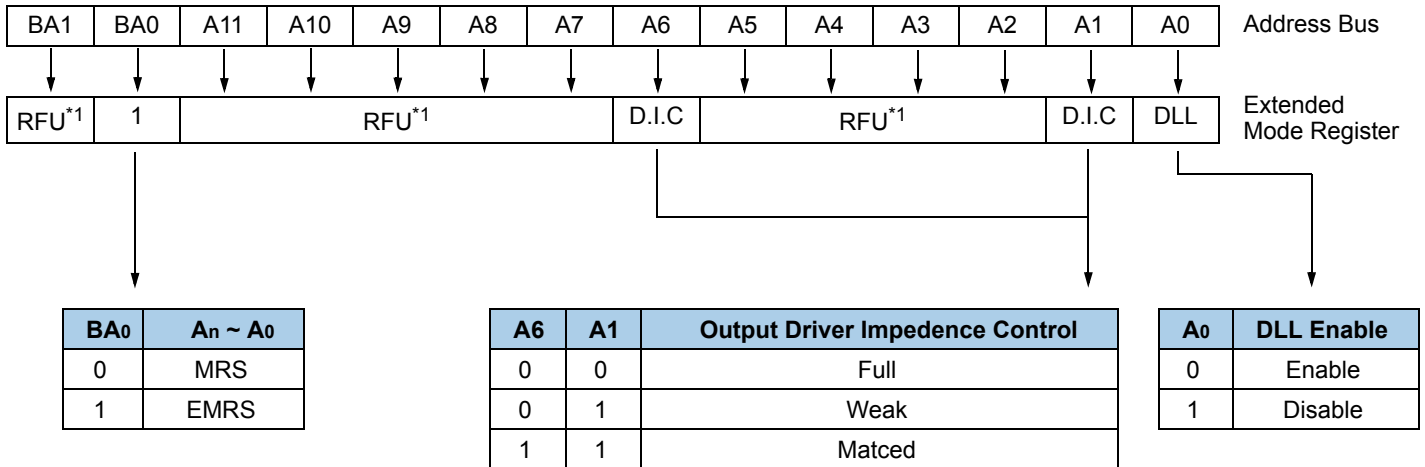 BA1 BA0 A11 A10 A9 A8 A7 A6 A5 A4 A3 A2 A1 A0 Address Bus
RFU*1 1 RFU*1 D.I.C RFU*1 D.I.C DLL Extended
Mode Register
BA0 An ~ A0
0 MRS
1 EMRS
A6 A1 Output Driver Impedence Control
0 0 Full
0 1 Weak
1 1 Matced
A0 DLL Enable
0 Enable
1 Disable